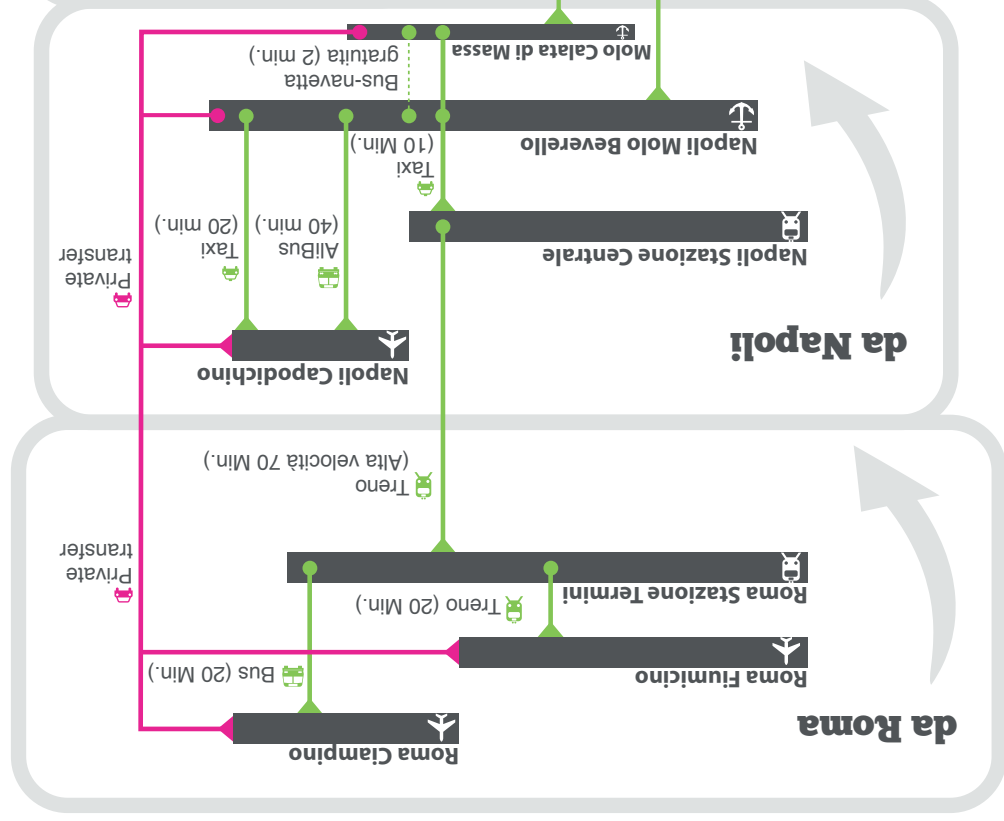 da Roma
Roma Ciampino
Roma Fiumicino
Bus (20 Min.)
Treno (20 Min.)
Roma Stazione Termini
Private
transfer
Treno
(Alta velocità 70 Min.)
da Napoli
Napoli Capodichino
Napoli Stazione Centrale
AliBus
(40 min.)
Taxi
(20 min.)
Private
transfer
Taxi
(10 Min.)
Napoli Molo Beverello
Bus-navetta
gratuita (2 min.)
Molo Calata di Massa